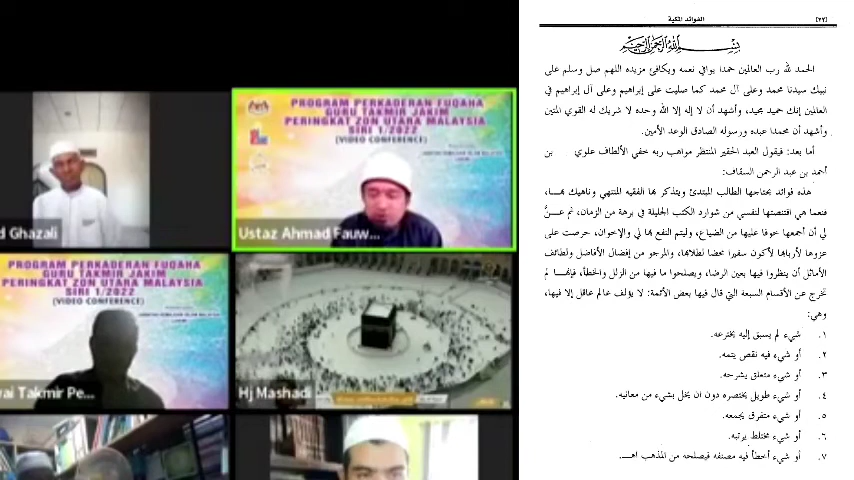 d Ghazali
PROGRAM PERKADERAN FUQAHA
GURU TAKMIR JAKIM
PERINGKAT ZON UTARA MALAYSIA
SIRI 1/2022
(VIDEO CONFERENCE)
Ustaz Ahmad Fauw...
PROGRAM PERKADERAN FUQAHA
GURU TAKMIR JAKIM
PERINGKAT ZON UTARA MALAYSIA
SIRI 1/2022
(VIDEO CONFERENCE)
vai Takmir Pe...
Hj Mashadi
[٢٢] الفوائد المكية
بسم الله الرحمن الرحيم
الحمد لله رب العالمين حمدا يوافي نعمه ويكافئ مزيده اللهم صل وسلم على
نبيك سيدنا محمد وعلى آل محمد كما صليت على إبراهيم وعلى آل إبراهيم في
العالمين إنك حميد مجيد، وأشهد أن لا إله إلا الله وحده لا شريك له القوي المتين
وأشهد أن محمدا عبده ورسوله الصادق الوعد الأمين.
أما بعد: فيقول العبد الحقير المنتظر مواهب ربه خفي الألطاف علوي بن
أحمد بن عبد الرحمن السقاف:
هذه فوائد يحتاجها الطالب المبتدئ ويتذكر بها الفقيه المنتهي وناهيك بها،
فنعما هي اقتنصتها لنفسي من شوارد الكتب الجليلة في برهة من الزمان، ثم عنّ
لي أن أجمعها خوفا عليها من الضياع، وليتم النفع بها لي والإخوان، حرصت على
عزوها لأربابها لأكون سفيرا محضا لطلابها، والمرجو من إفضال الأفاضل ولطائف
الأماثل أن ينظروا فيها بعين الرضا، ويصلحوا ما فيها من الزلل والخطأ، فإنها لم
تخرج عن الأقسام السبعة التي قال فيها بعض الأئمة: لا يؤلف عالم عاقل إلا فيها،
وهي:
١. شيء لم يسبق إليه يخترعه.
٢. أو شيء فيه نقص يتمه.
٣. أو شيء متعلق يشرحه.
٤. أو شيء طويل يختصره دون أن يخل بشيء من معانيه.
٥. أو شيء متفرق يجمعه.
٦. أو شيء مختلط يرتبه.
٧. أو شيء أخطأ فيه مصنفه فيصلحه من المذهب اهـ.